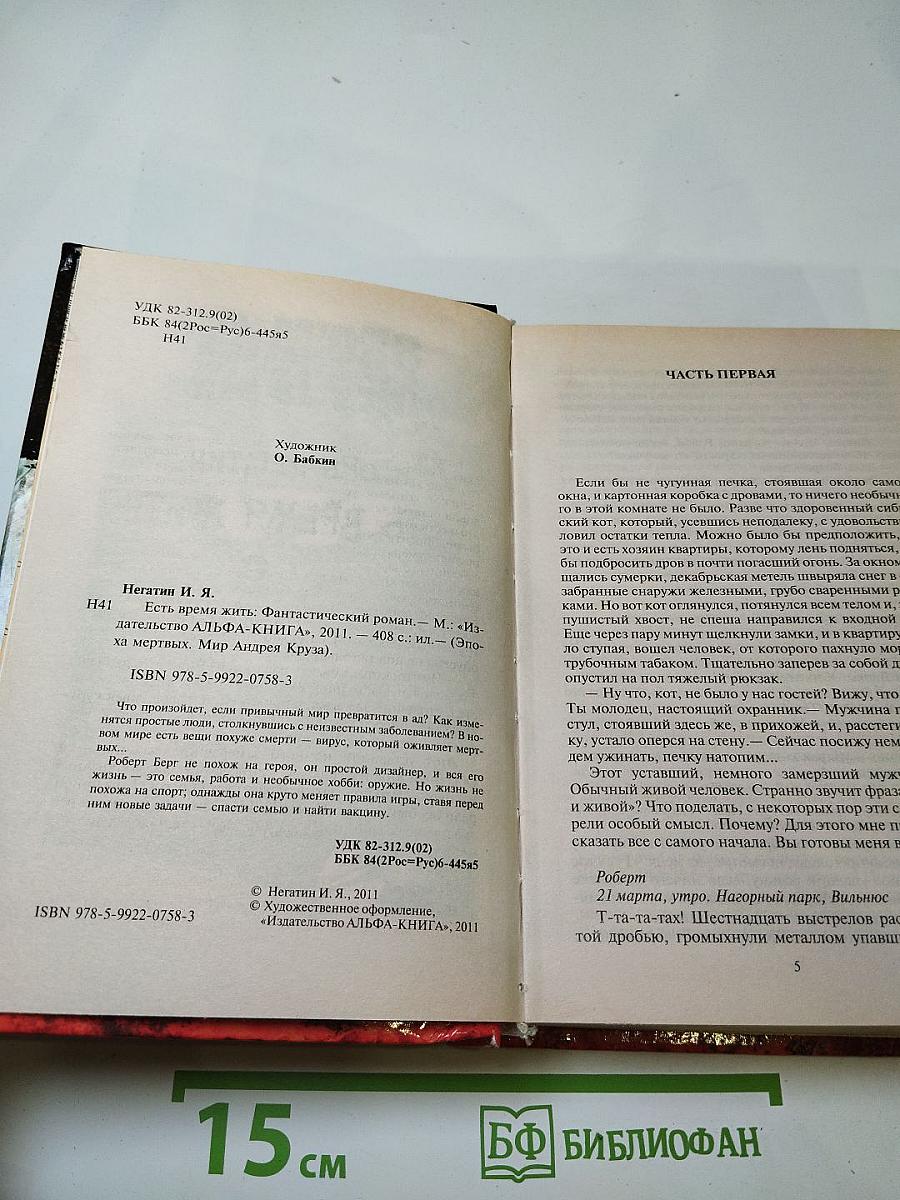 УДК 82-312.9(02)
ББК 84(2Рос=Рус)6-445я5
Н41
Художник
О. Бабкин
Негатин И. Я.
Н41 Есть время жить: Фантастический роман.— М.: «Из-
дательство АЛЬФА-КНИГА», 2011. — 408 с.: ил.— (Эпо-
ха мертвых. Мир Андрея Круза).
ISBN 978-5-9922-0758-3
Что произойдет, если привычный мир превратится в ад? Как изме-
нятся простые люди, столкнувшись с неизвестным заболеванием? В но-
вом мире есть вещи похуже смерти — вирус, который оживляет мерт-
вых...
Роберт Берг не похож на героя, он простой дизайнер, и вся его
жизнь — это семья, работа и необычное хобби: оружие. Но жизнь не
похожа на спорт; однажды она круто меняет правила игры, ставя перед
ним новые задачи — спасти семью и найти вакцину.
УДК 82-312.9(02)
ББК 84(2Рос=Рус)6-445я5
© Негатин И. Я., 2011
© Художественное оформление,
«Издательство АЛЬФА-КНИГА», 2011
ISBN 978-5-9922-0758-3
ЧАСТЬ ПЕРВАЯ
Если бы не чугунная печка, стоявшая около само
окна, и картонная коробка с дровами, то ничего необычн
го в этой комнате не было. Разве что здоровенный сиб
ский кот, который, усевшись неподалеку, с удовольств
ловил остатки тепла. Можно было бы предположить,
это и есть хозяин квартиры, которому лень подняться,
бы подбросить дров в почти погасший огонь. За окном
щались сумерки, декабрьская метель швыряла снег в
забранные снаружи железными, грубо сваренными р
ками. Но вот кот оглянулся, потянулся всем телом и,
пушистый хвост, не спеша направился к входной
Еще через пару минут щелкнули замки, и в квартиру
ло ступая, вошел человек, от которого пахнуло мор
трубочным табаком. Тщательно заперев за собой д
опустил на пол тяжелый рюкзак.
— Ну что, кот, не было у нас гостей? Вижу, что
Ты молодец, настоящий охранник.— Мужчина п
стул, стоявший здесь же, в прихожей, и, расстеги
ку, устало оперся на стену.— Сейчас посижу нем
дем ужинать, печку натопим...
Этот уставший, немного замерзший мужч
Обычный живой человек. Странно звучит фраза
и живой»? Что поделать, с некоторых пор эти с
рели особый смысл. Почему? Для этого мне п
сказать все с самого начала. Вы готовы меня в
Роберт
21 марта, утро. Нагорный парк, Вильнюс
Т-та-та-тах! Шестнадцать выстрелов рас
той дробью, громыхнули металлом упавш
5
15 см
БФ БИБЛИОФАН